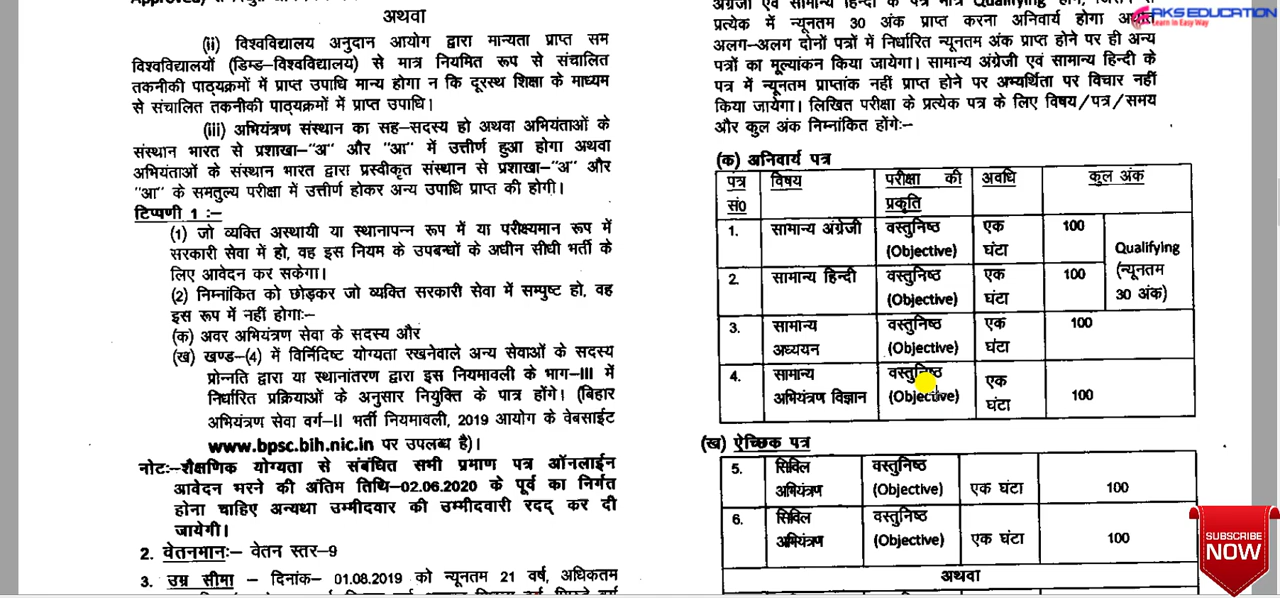 अथवा
(ii) विश्वविद्यालय अनुदान आयोग द्वारा मान्यता प्राप्त सम
विश्वविद्यालयों (डिम्ड–विश्वविद्यालय) से मात्र नियमित रूप से संचालित
तकनीकी पाठ्यक्रमों में प्राप्त उपाधि मान्य होगा न कि दूरस्थ शिक्षा के माध्यम
से संचालित तकनीकी पाठ्यक्रमों में प्राप्त उपाधि।
(iii) अभियंत्रण संस्थान का सह–सदस्य हो अथवा अभियंताओं के
संस्थान भारत से प्रशाखा–"अ" और "आ" में उत्तीर्ण हुआ होगा अथवा
अभियंताओं के संस्थान भारत द्वारा प्रस्वीकृत संस्थान से प्रशाखा–"अ" और
"आ" के समतुल्य परीक्षा में उत्तीर्ण होकर अन्य उपाधि प्राप्त की होगी।
टिप्पणी 1 :–
(1) जो व्यक्ति अस्थायी या स्थानापन्न रूप में या परीक्ष्यमान रूप में
सरकारी सेवा में हो, वह इस नियम के उपबन्धों के अधीन सीधी भर्ती के
लिए आवेदन कर सकेगा।
(2) निम्नांकित को छोड़कर जो व्यक्ति सरकारी सेवा में सम्पुष्ट हो, वह
इस रूप में नहीं होगाः–
(क) अवर अभियंत्रण सेवा के सदस्य और
(ख) खण्ड–(4) में विर्निदिष्ट योग्यता रखनेवाले अन्य सेवाओं के सदस्य
प्रोन्नति द्वारा या स्थानांतरण द्वारा इस नियमावली के भाग–III में
निर्धारित प्रक्रियाओं के अनुसार नियुक्ति के पात्र होंगे। (बिहार
अभियंत्रण सेवा वर्ग–II भर्ती नियमावली, 2019 आयोग के वेबसाईट
www.bpsc.bih.nic.in पर उपलब्ध है)।
नोटः–शैक्षणिक योग्यता से संबंधित सभी प्रमाण पत्र ऑनलाईन
आवेदन भरने की अंतिम तिथि–02.06.2020 के पूर्व का निर्गत
होना चाहिए अन्यथा उम्मीदवार की उम्मीदवारी रदद् कर दी
जायेगी।
2. वेतनमानः– वेतन स्तर–9
3. उम्र सीमा – दिनांक– 01.08.2019 को न्यूनतम 21 वर्ष, अधिकतम
RKS EDUCATION
Learn In Easy Way
प्रत्येक में न्यूनतम 30 अंक प्राप्त करना अनिवार्य होगा अर्थात
अलग–अलग दोनों पत्रों में निर्धारित न्यूनतम अंक प्राप्त होने पर ही अन्य
पत्रों का मूल्यांकन किया जायेगा। सामान्य अंग्रेजी एवं सामान्य हिन्दी के
पत्र में न्यूनतम प्राप्तांक नहीं प्राप्त होने पर अभ्यर्थिता पर विचार नहीं
किया जायेगा। लिखित परीक्षा के प्रत्येक पत्र के लिए विषय/पत्र/समय
और कुल अंक निम्नांकित होंगेः–
(क) अनिवार्य पत्र
पत्र विषय परीक्षा की अवधि कुल अंक
सं0 प्रकृति
1. सामान्य अंग्रेजी वस्तुनिष्ठ एक 100
(Objective) घंटा
2. सामान्य हिन्दी वस्तुनिष्ठ एक 100
(Objective) घंटा
Qualifying
(न्यूनतम
30 अंक)
3. सामान्य वस्तुनिष्ठ एक 100
अध्ययन (Objective) घंटा
4. सामान्य वस्तुनिष्ठ एक 100
अभियंत्रण विज्ञान (Objective) घंटा
(ख) ऐच्छिक पत्र
5. सिविल वस्तुनिष्ठ
अभियंत्रण (Objective) एक घंटा 100
6. सिविल वस्तुनिष्ठ
अभियंत्रण (Objective) एक घंटा 100
अथवा
SUBSCRIBE
NOW